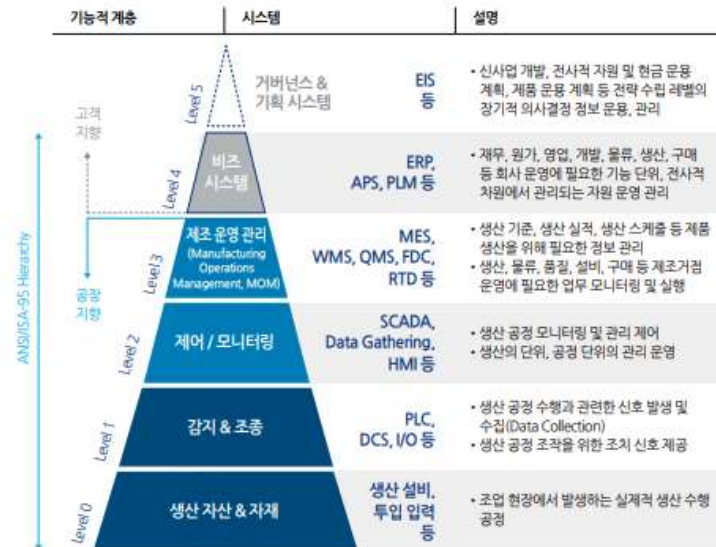 기능적 계층 시스템 설명
Level 5
거버넌스 &
기획 시스템
EIS
등
• 신사업 개발, 전사적 자원 및 현금 운용
계획, 제품 운용 계획 등 전략 수립 레벨의
장기적 의사결정 정보 운용, 관리
고객
지향
Level 4
비즈
시스템
ERP,
APS, PLM 등
• 재무, 원가, 영업, 개발, 물류, 생산, 구매
등 회사 운영에 필요한 기능 단위, 전사적
차원에서 관리되는 자원 운영 관리
ANSI/ISA-95 Hierarchy
공장
지향
Level 3
제조 운영 관리
(Manufacturing
Operations
Management, MOM)
MES,
WMS, QMS, FDC,
RTD 등
• 생산 기준, 생산 실적, 생산 스케줄 등 제품
생산을 위해 필요한 정보 관리
• 생산, 물류, 품질, 설비, 구매 등 제조거점
운영에 필요한 업무 모니터링 및 실행
Level 2
제어 / 모니터링
SCADA,
Data Gathering,
HMI 등
• 생산 공정 모니터링 및 관리 제어
• 생산의 단위, 공정 단위의 관리 운영
Level 1
감지 & 조종
PLC,
DCS, I/O 등
• 생산 공정 수행과 관련한 신호 발생 및
수집(Data Collection)
• 생산 공정 조작을 위한 조치 신호 제공
Level 0
생산 자산 & 자재
생산 설비,
투입 입력
등
• 조업 현장에서 발생하는 실제적 생산 수행
공정